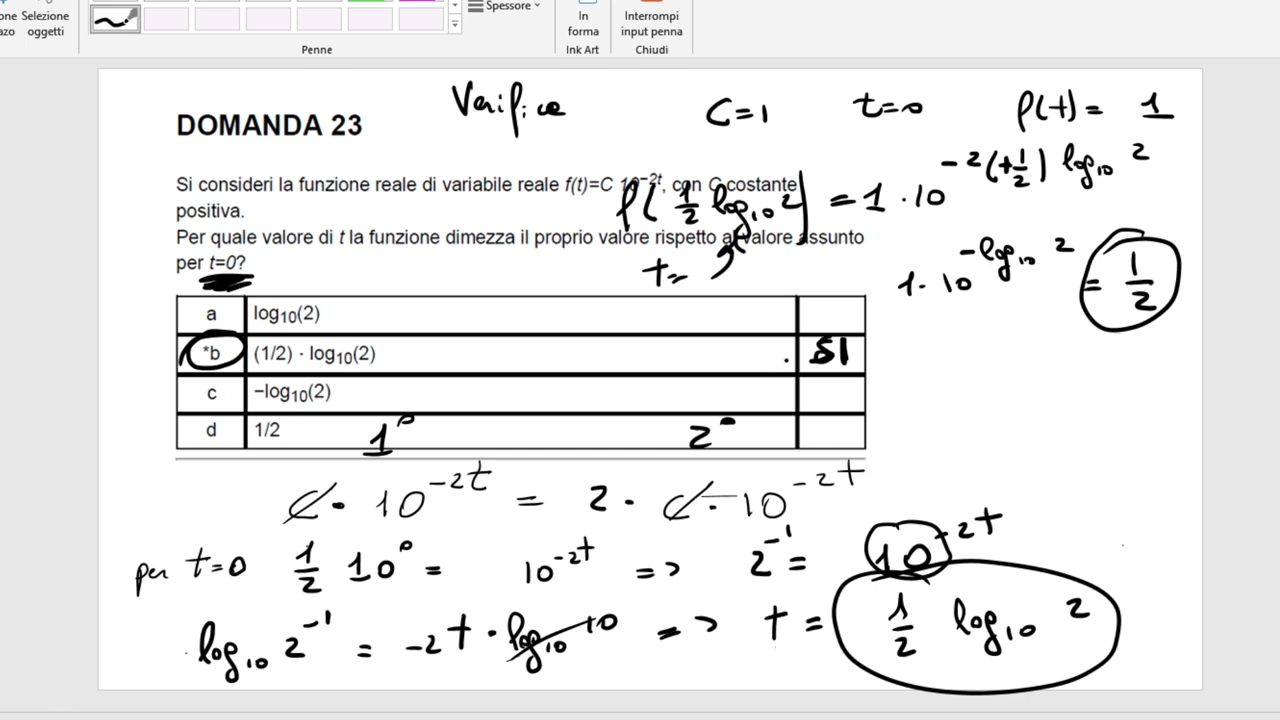 one Selezione
azo oggetti
Spessore
In
forma
Interrompi
input penna
Penne
Ink Art
Chiudi
Verifica C=1 t=0 f(t)= 1
DOMANDA 23
Si consideri la funzione reale di variabile reale f(t)=C 10⁻²ᵗ, con C costante
positiva.
Per quale valore di t la funzione dimezza il proprio valore rispetto al valore assunto
per t=0?
f(1/2 log₁₀ 2) = 1 · 10^(-2(+1/2) log₁₀ 2)
t=
1 · 10^(-log₁₀ 2) = 1/2
a log₁₀(2)
*b (1/2) · log₁₀(2) . SI
c −log₁₀(2)
d 1/2 1° 2°
C · 10^(-2t) = 2 · C · 10^(-2t)
per t=0 1/2 10° = 10^(-2t) => 2⁻¹ = 10^(-2t)
log₁₀ 2⁻¹ = -2t · log₁₀ 10 => t = 1/2 log₁₀ 2